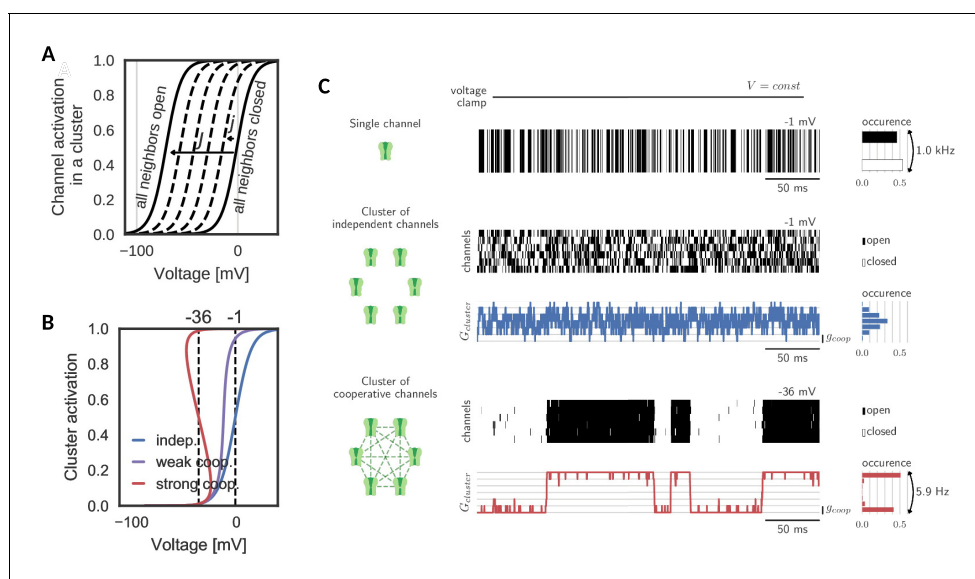 A
Channel activation
in a cluster
1.0
0.8
0.6
0.4
0.2
0.0
all neighbors open
J
j
all neighbors closed
−100
0
Voltage [mV]
B
-36
-1
Cluster activation
1.0
0.8
0.6
0.4
0.2
0.0
indep.
weak coop.
strong coop.
−100
0
Voltage [mV]
C
voltage
clamp
V = const
Single channel
-1 mV
50 ms
occurence
1.0 kHz
0.0
0.5
Cluster of
independent channels
-1 mV
channels
open
closed
Gcluster
gcoop
50 ms
occurence
0.0
0.5
Cluster of
cooperative channels
-36 mV
channels
open
closed
Gcluster
gcoop
50 ms
occurence
5.9 Hz
0.0
0.5